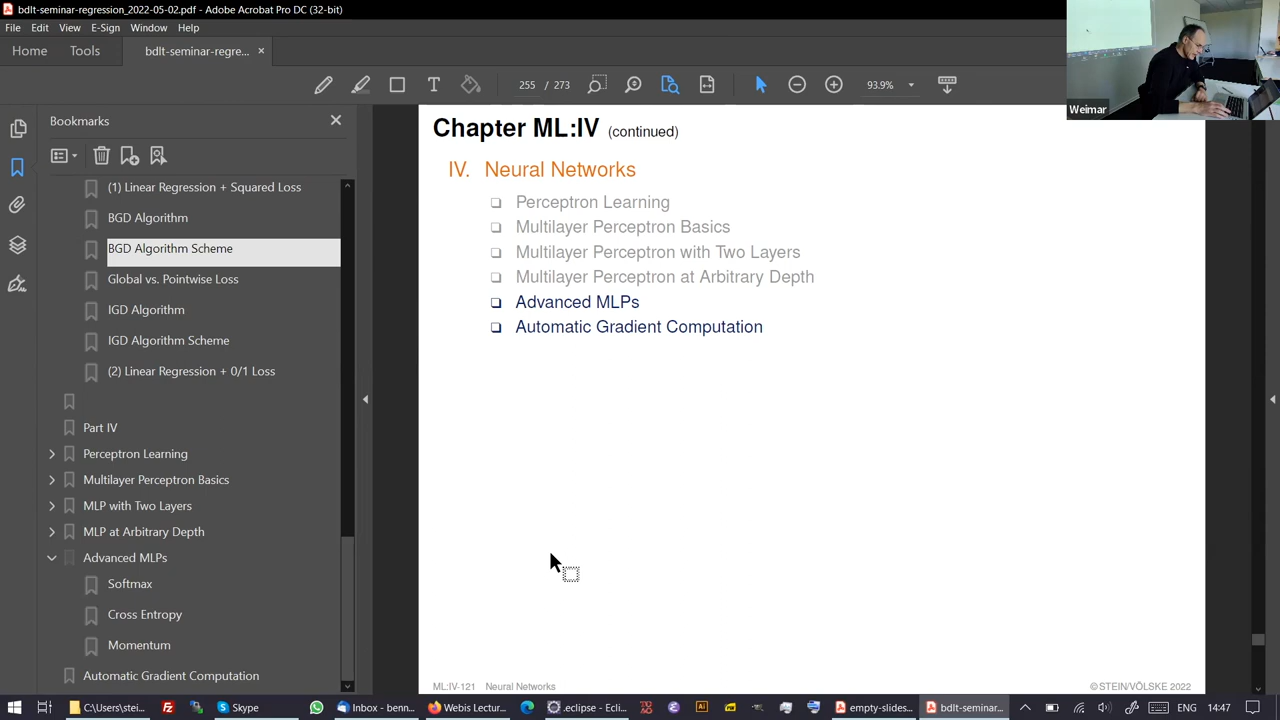 bdlt-seminar-regression_2022-05-02.pdf - Adobe Acrobat Pro DC (32-bit)
File Edit View E-Sign Window Help
Home Tools bdlt-seminar-regre... ×
255 / 273 93.9%
Weimar
Bookmarks
(1) Linear Regression + Squared Loss
BGD Algorithm
BGD Algorithm Scheme
Global vs. Pointwise Loss
IGD Algorithm
IGD Algorithm Scheme
(2) Linear Regression + 0/1 Loss
Part IV
Perceptron Learning
Multilayer Perceptron Basics
MLP with Two Layers
MLP at Arbitrary Depth
Advanced MLPs
Softmax
Cross Entropy
Momentum
Automatic Gradient Computation
Chapter ML:IV (continued)
IV. Neural Networks
❑ Perceptron Learning
❑ Multilayer Perceptron Basics
❑ Multilayer Perceptron with Two Layers
❑ Multilayer Perceptron at Arbitrary Depth
❑ Advanced MLPs
❑ Automatic Gradient Computation
ML:IV-121 Neural Networks ©STEIN/VÖLSKE 2022
C:\Users\stei... Skype Inbox - benn... Webis Lectur... .eclipse - Ecli... empty-slides... bdlt-seminar... ENG 14:47